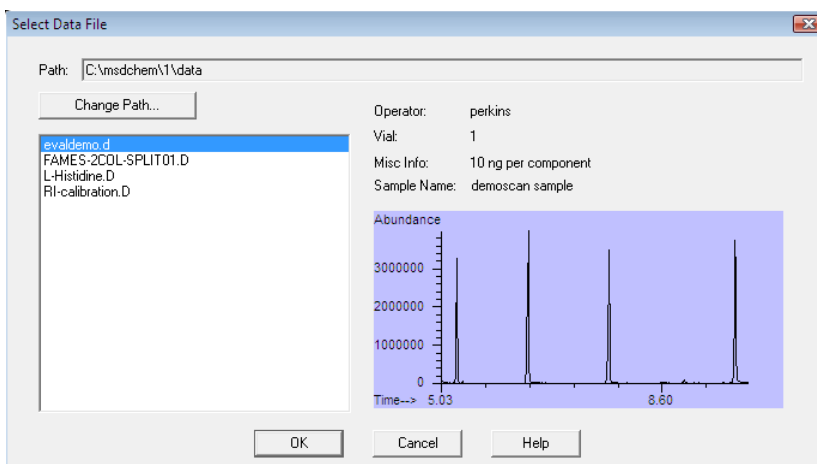 Select Data File
Path: C:\msdchem\1\data
Change Path...
evaldemo.d
FAMES-2COL-SPLIT01.D
L-Histidine.D
RI-calibration.D
Operator: perkins
Vial: 1
Misc Info: 10 ng per component
Sample Name: demoscan sample
Abundance
3000000
2000000
1000000
0
Time--> 5.03 8.60
OK Cancel Help